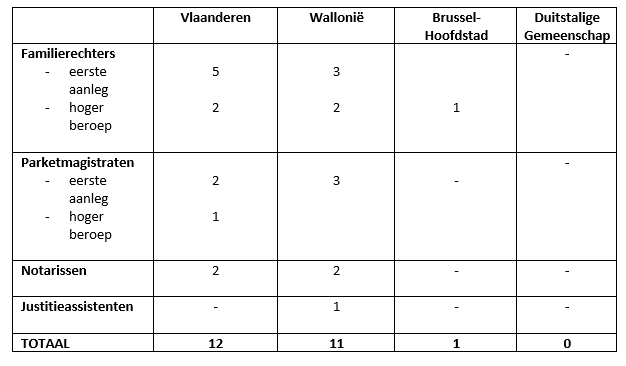 Vlaanderen Wallonië Brussel- Duitstalige
Hoofdstad Gemeenschap
Familierechters -
- eerste 5 3
aanleg
- hoger 2 2 1
beroep
Parketmagistraten -
- eerste 2 3 -
aanleg
- hoger 1
beroep
Notarissen 2 2 - -
Justitieassistenten - 1 - -
TOTAAL 12 11 1 0